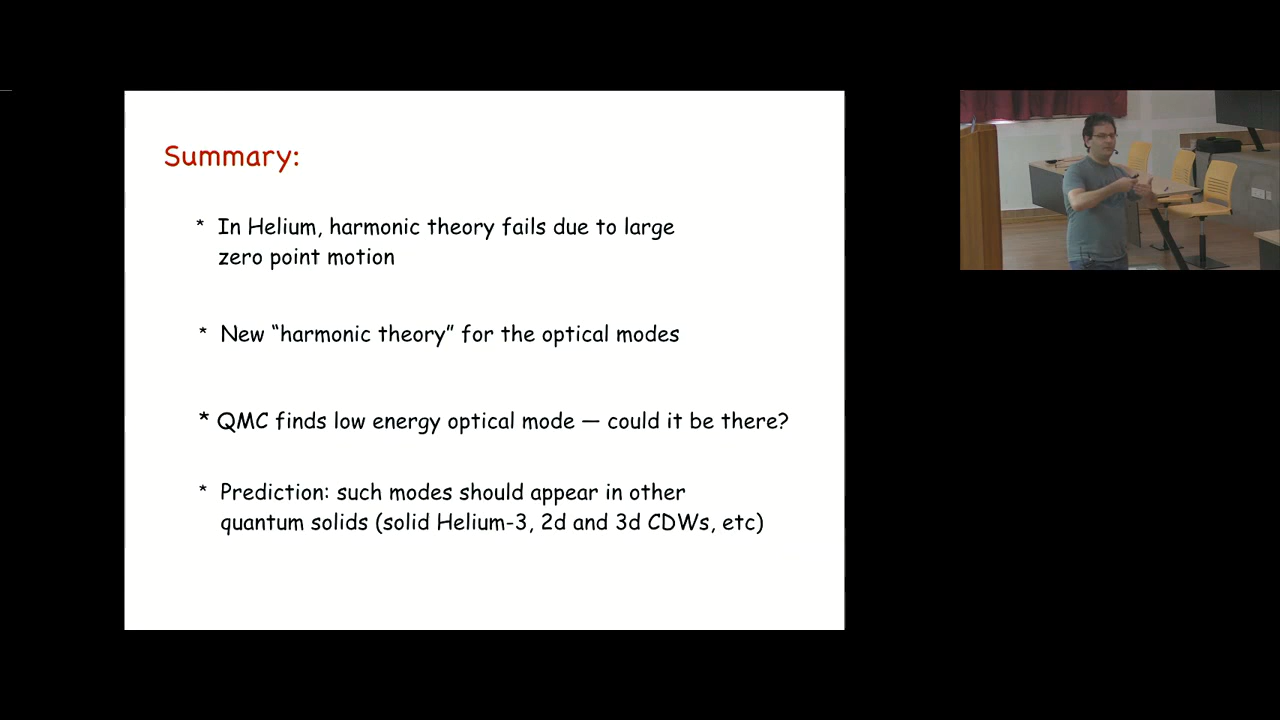 Summary:
* In Helium, harmonic theory fails due to large
zero point motion
* New “harmonic theory” for the optical modes
* QMC finds low energy optical mode — could it be there?
* Prediction: such modes should appear in other
quantum solids (solid Helium-3, 2d and 3d CDWs, etc)